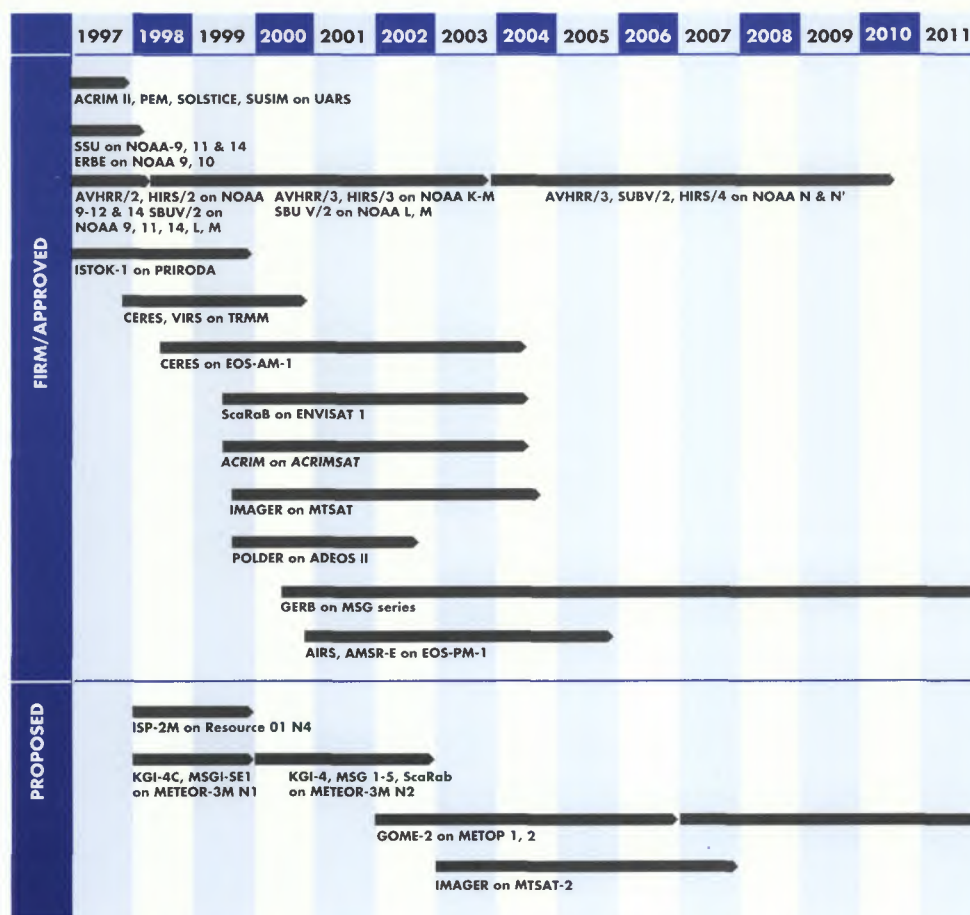 1997 1998 1999 2000 2001 2002 2003 2004 2005 2006 2007 2008 2009 2010 2011
FIRM/APPROVED
ACRIM II, PEM, SOLSTICE, SUSIM on UARS
SSU on NOAA-9, 11 & 14
ERBE on NOAA 9, 10
AVHRR/2, HIRS/2 on NOAA
9-12 & 14 SBUV/2 on
NOAA 9, 11, 14, L, M
AVHRR/3, HIRS/3 on NOAA K-M
SBU V/2 on NOAA L, M
AVHRR/3, SUBV/2, HIRS/4 on NOAA N & N'
ISTOK-1 on PRIRODA
CERES, VIRS on TRMM
CERES on EOS-AM-1
ScaRaB on ENVISAT 1
ACRIM on ACRIMSAT
IMAGER on MTSAT
POLDER on ADEOS II
GERB on MSG series
AIRS, AMSR-E on EOS-PM-1
PROPOSED
ISP-2M on Resource 01 N4
KGI-4C, MSGI-SE1
on METEOR-3M N1
KGI-4, MSG 1-5, ScaRab
on METEOR-3M N2
GOME-2 on METOP 1, 2
IMAGER on MTSAT-2